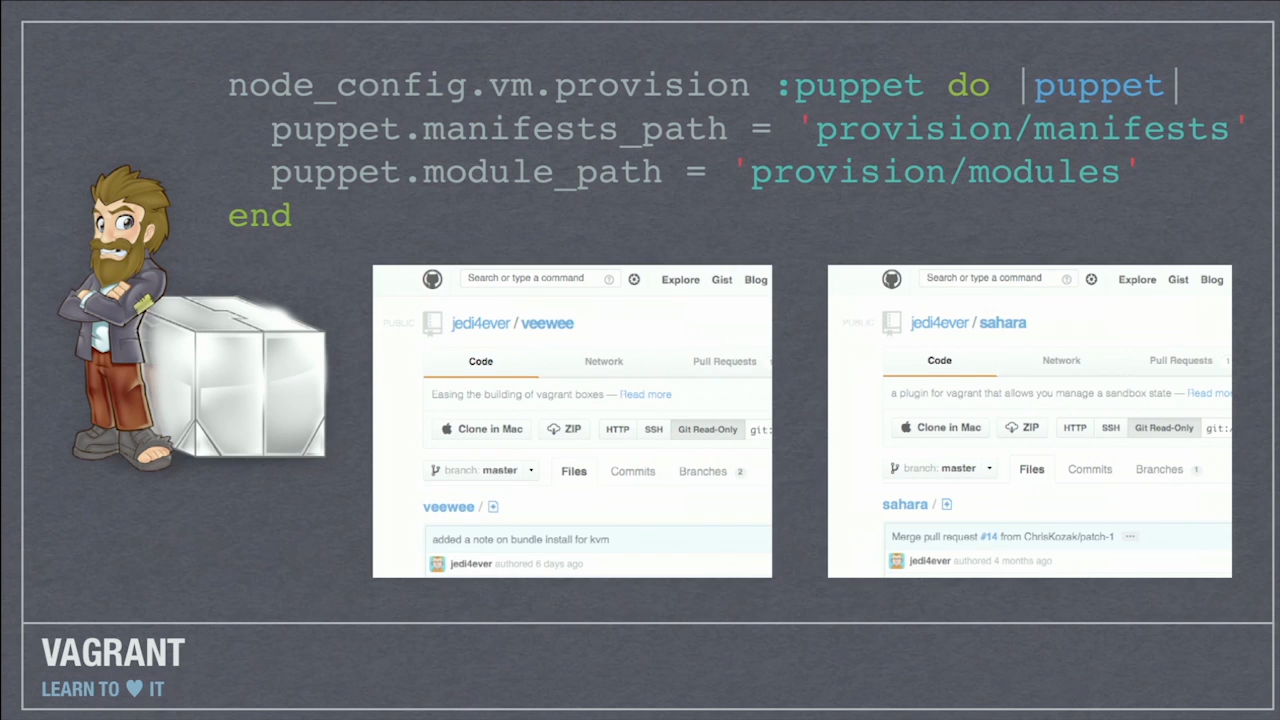 node_config.vm.provision :puppet do |puppet|
puppet.manifests_path = 'provision/manifests'
puppet.module_path = 'provision/modules'
end
Search or type a command
Explore Gist Blog
PUBLIC
jedi4ever / veewee
Code Network Pull Requests
Easing the building of vagrant boxes — Read more
Clone in Mac ZIP HTTP SSH Git Read-Only git:
branch: master Files Commits Branches 2
veewee /
added a note on bundle install for kvm
jedi4ever authored 6 days ago
Search or type a command
Explore Gist Blog
PUBLIC
jedi4ever / sahara
Code Network Pull Requests 1
a plugin for vagrant that allows you manage a sandbox state — Read mo
Clone in Mac ZIP HTTP SSH Git Read-Only git:
branch: master Files Commits Branches 1
sahara /
Merge pull request #14 from ChrisKozak/patch-1 ...
jedi4ever authored 4 months ago
VAGRANT
LEARN TO ♥ IT